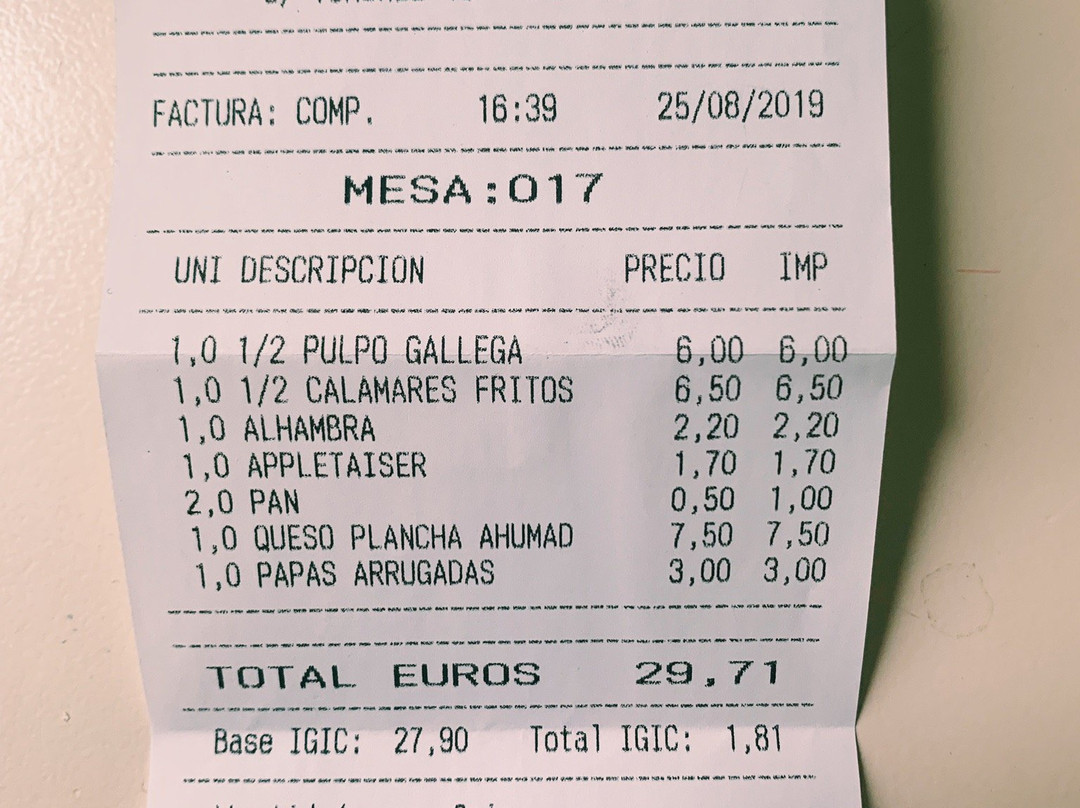 FACTURA: COMP. 16:39 25/08/2019
MESA:017
UNI DESCRIPCION PRECIO IMP
1,0 1/2 PULPO GALLEGA 6,00 6,00
1,0 1/2 CALAMARES FRITOS 6,50 6,50
1,0 ALHAMBRA 2,20 2,20
1,0 APPLETAISER 1,70 1,70
2,0 PAN 0,50 1,00
1,0 QUESO PLANCHA AHUMAD 7,50 7,50
1,0 PAPAS ARRUGADAS 3,00 3,00
TOTAL EUROS 29,71
Base IGIC: 27,90 Total IGIC: 1,81